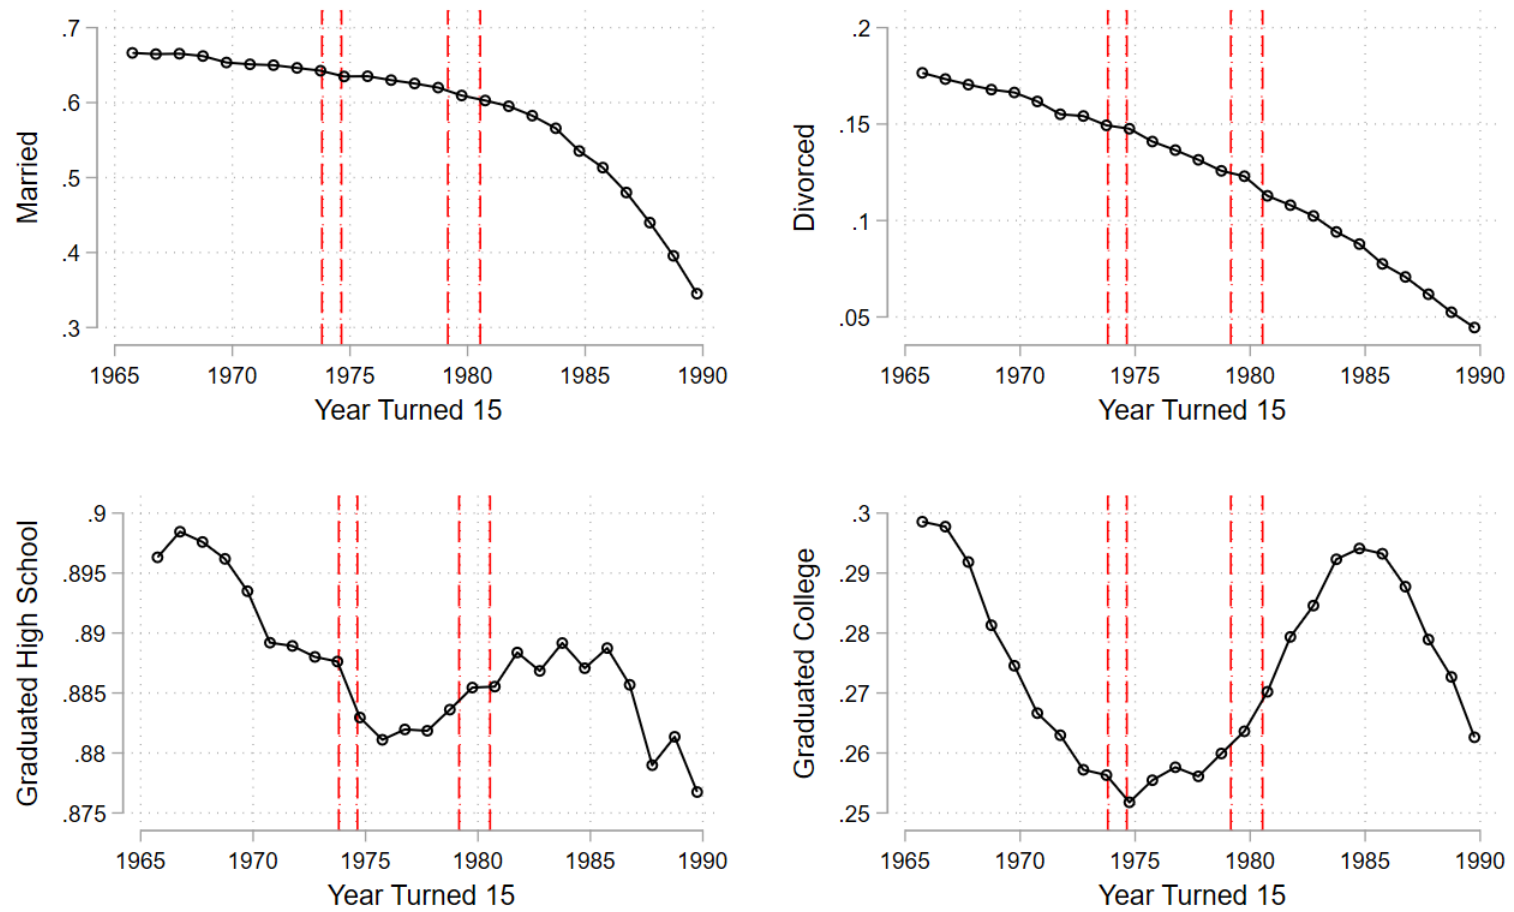 Married
.7
.6
.5
.4
.3
1965 1970 1975 1980 1985 1990
Year Turned 15
Divorced
.2
.15
.1
.05
1965 1970 1975 1980 1985 1990
Year Turned 15
Graduated High School
.9
.895
.89
.885
.88
.875
1965 1970 1975 1980 1985 1990
Year Turned 15
Graduated College
.3
.29
.28
.27
.26
.25
1965 1970 1975 1980 1985 1990
Year Turned 15